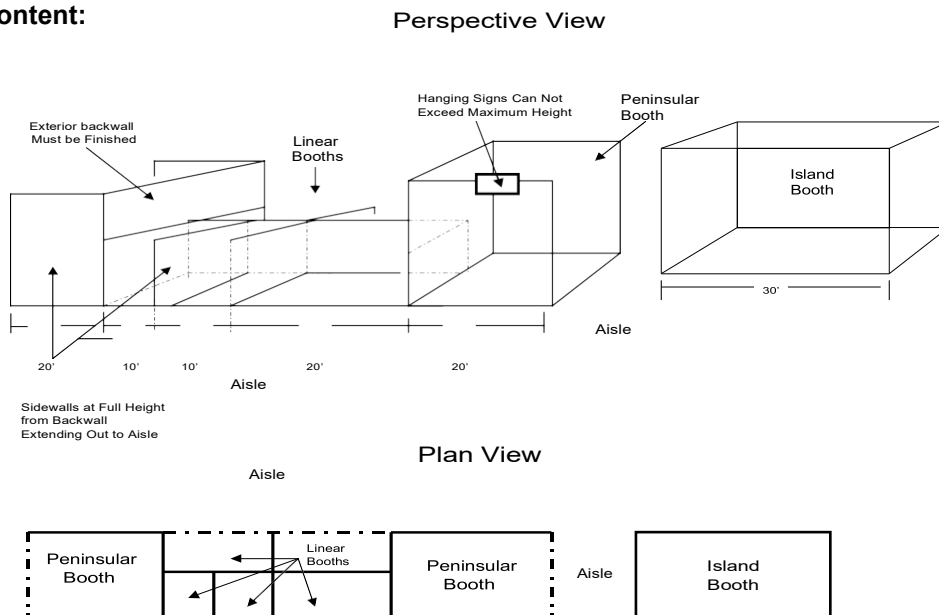 ontent:
Perspective View
Hanging Signs Can Not
Exceed Maximum Height
Peninsular
Booth
Exterior backwall
Must be Finished
Linear
Booths
Island
Booth
30'
Aisle
20'
10'
10'
20'
20'
Aisle
Sidewalls at Full Height
from Backwall
Extending Out to Aisle
Plan View
Aisle
Peninsular
Booth
Linear
Booths
Peninsular
Booth
Aisle
Island
Booth